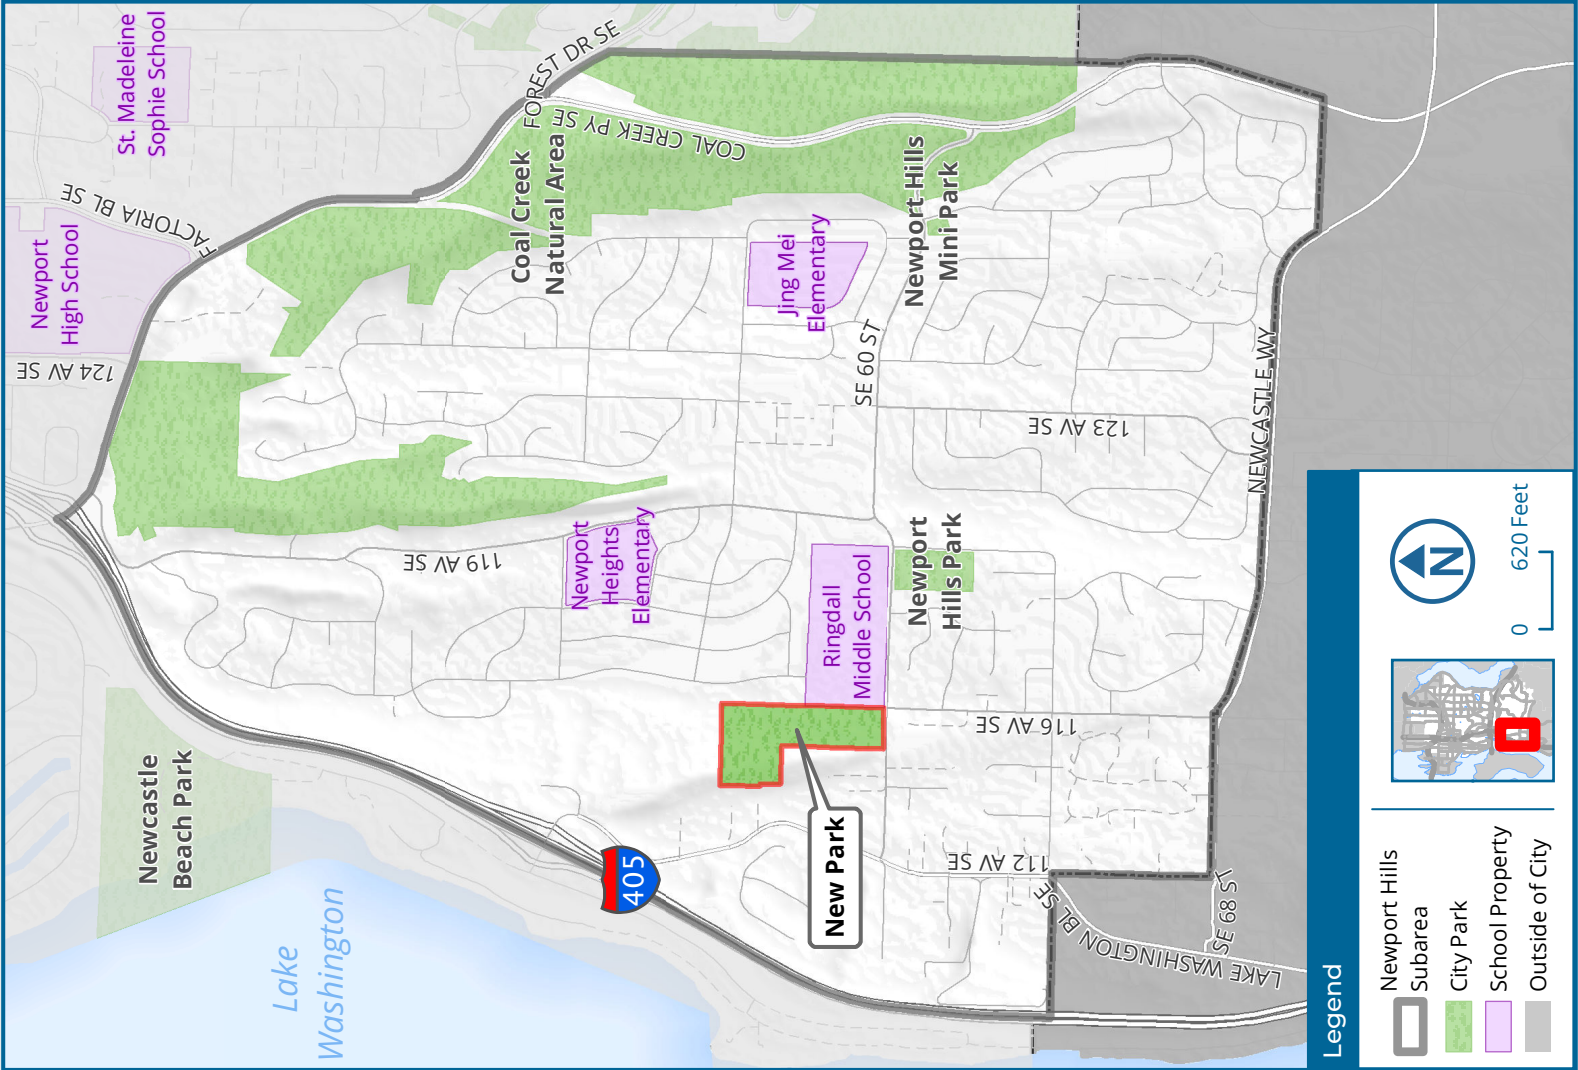 St. Madeleine
Sophie School
FOREST DR SE
FACTORIA BL SE
COAL CREEK PY SE
Newport
High School
124 AV SE
Coal Creek
Natural Area
Newport Hills
Mini Park
Jing Mei
Elementary
SE 60 ST
123 AV SE
NEWCASTLE WY
119 AV SE
Newport
Heights
Elementary
Ringdall
Middle School
Newport
Hills Park
116 AV SE
Newcastle
Beach Park
Lake
Washington
405
New Park
112 AV SE
LAKE WASHINGTON BL SE
SE 68 ST
Legend
Newport Hills
Subarea
City Park
School Property
Outside of City
N
0 620 Feet